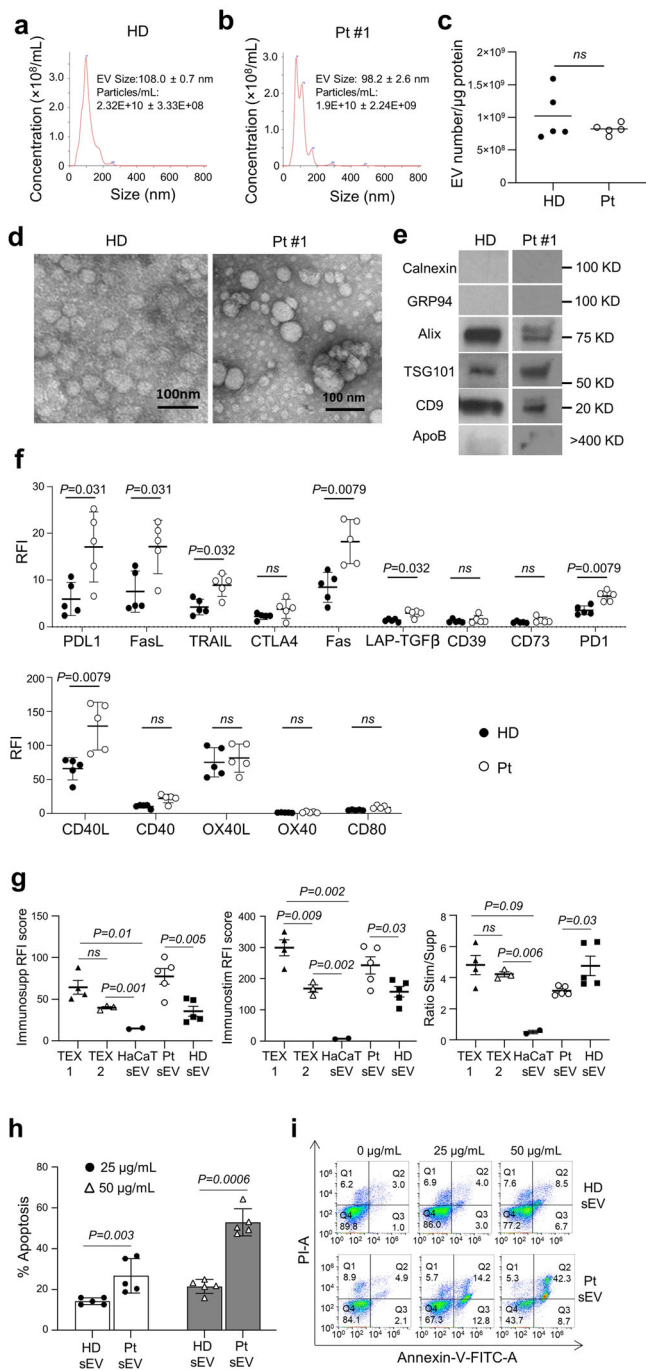 a
HD
Concentration (×10⁸/mL)
3.0
2.0
1.0
0
EV Size:108.0 ± 0.7 nm
Particles/mL:
2.32E+10 ± 3.33E+08
0 200 400 600 800
Size (nm)
b
Pt #1
Concentration (×10⁸/mL)
3.0
2.0
1.0
0
EV Size: 98.2 ± 2.6 nm
Particles/mL:
1.9E+10 ± 2.24E+09
0 200 400 600 800
Size (nm)
c
EV number/µg protein
2×10⁹
1.5×10⁹
1×10⁹
5×10⁸
ns
HD Pt
d
HD Pt #1
100nm
100 nm
e
HD Pt #1
Calnexin 100 KD
GRP94 100 KD
Alix 75 KD
TSG101 50 KD
CD9 20 KD
ApoB >400 KD
f
RFI
30
20
10
0
P=0.031 P=0.031 P=0.032 ns P=0.0079 P=0.032 ns ns P=0.0079
PDL1 FasL TRAIL CTLA4 Fas LAP-TGFβ CD39 CD73 PD1
RFI
200
150
100
50
0
P=0.0079 ns ns ns ns
CD40L CD40 OX40L OX40 CD80
HD
Pt
g
Immunosupp RFI score
100
75
50
25
0
P=0.01
ns P=0.005
P=0.001
TEX 1 TEX 2 HaCaT sEV Pt sEV HD sEV
Immunostim RFI score
400
300
200
100
0
P=0.002
P=0.009 P=0.03
P=0.002
TEX 1 TEX 2 HaCaT sEV Pt sEV HD sEV
Ratio Stim/Supp
8
6
4
2
0
P=0.09
ns P=0.03
P=0.006
TEX 1 TEX 2 HaCaT sEV Pt sEV HD sEV
h
25 µg/mL
50 µg/mL
% Apoptosis
80
60
40
20
0
P=0.003
P=0.0006
HD sEV Pt sEV HD sEV Pt sEV
i
0 µg/mL 25 µg/mL 50 µg/mL
Q1 6.2 Q2 3.0 Q4 89.8 Q3 1.0
Q1 6.9 Q2 4.0 Q4 86.0 Q3 3.0
Q1 7.6 Q2 8.5 Q4 77.2 Q3 6.7
HD sEV
Q1 8.9 Q2 4.9 Q4 84.1 Q3 2.1
Q1 5.7 Q2 14.2 Q4 67.3 Q3 12.8
Q1 5.3 Q2 42.3 Q4 43.7 Q3 8.7
Pt sEV
PI-A
Annexin-V-FITC-A